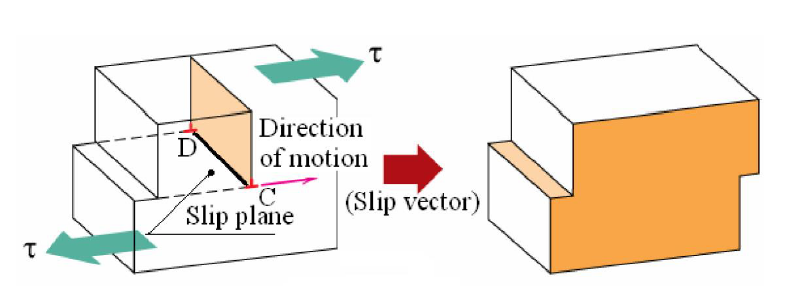 τ
D
Direction
of motion
C
(Slip vector)
Slip plane
τ